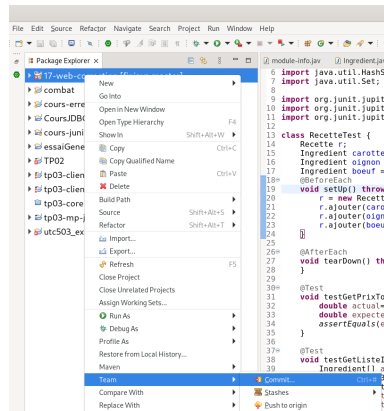 File Edit Source Refactor Navigate Search Project Run Window Help
Package Explorer
17-web-
combat
cours-erre
CoursJDB
cours-juni
essaiGene
TP02
tp03-clien
tp03-clien
tp03-core
tp03-mp-j
utc503_ex
New
Go Into
Open in New Window
Open Type Hierarchy F4
Show In Shift+Alt+W
Copy Ctrl+C
Copy Qualified Name
Paste Ctrl+V
Delete
Build Path
Source Shift+Alt+S
Refactor Shift+Alt+T
Import...
Export...
Refresh F5
Close Project
Close Unrelated Projects
Assign Working Sets...
Run As
Debug As
Profile As
Restore from Local History...
Maven
Team
Compare With
Replace With
Commit... Ctrl+#
Stashes
Push to origin
module-info.jav Ingredient.jav
6 import java.util.HashS
7 import java.util.Set;
8
9 import org.junit.jupit
10 import org.junit.jupit
11 import org.junit.jupit
12
13 class RecetteTest {
14 Recette r;
15 Ingredient carotte
16 Ingredient oignon
17 Ingredient boeuf =
18 @BeforeEach
19 void setUp() throw
20 r = new Recett
21 r.ajouter(caro
22 r.ajouter(oign
23 r.ajouter(boeu
24 }
25
26 @AfterEach
27 void tearDown() th
28 }
29
30 @Test
31 void testGetPrixTo
32 double actual=
33 double expecte
34 assertEquals(e
35 }
36
37 @Test
38 void testGetListeI
39 Ingredient[] a